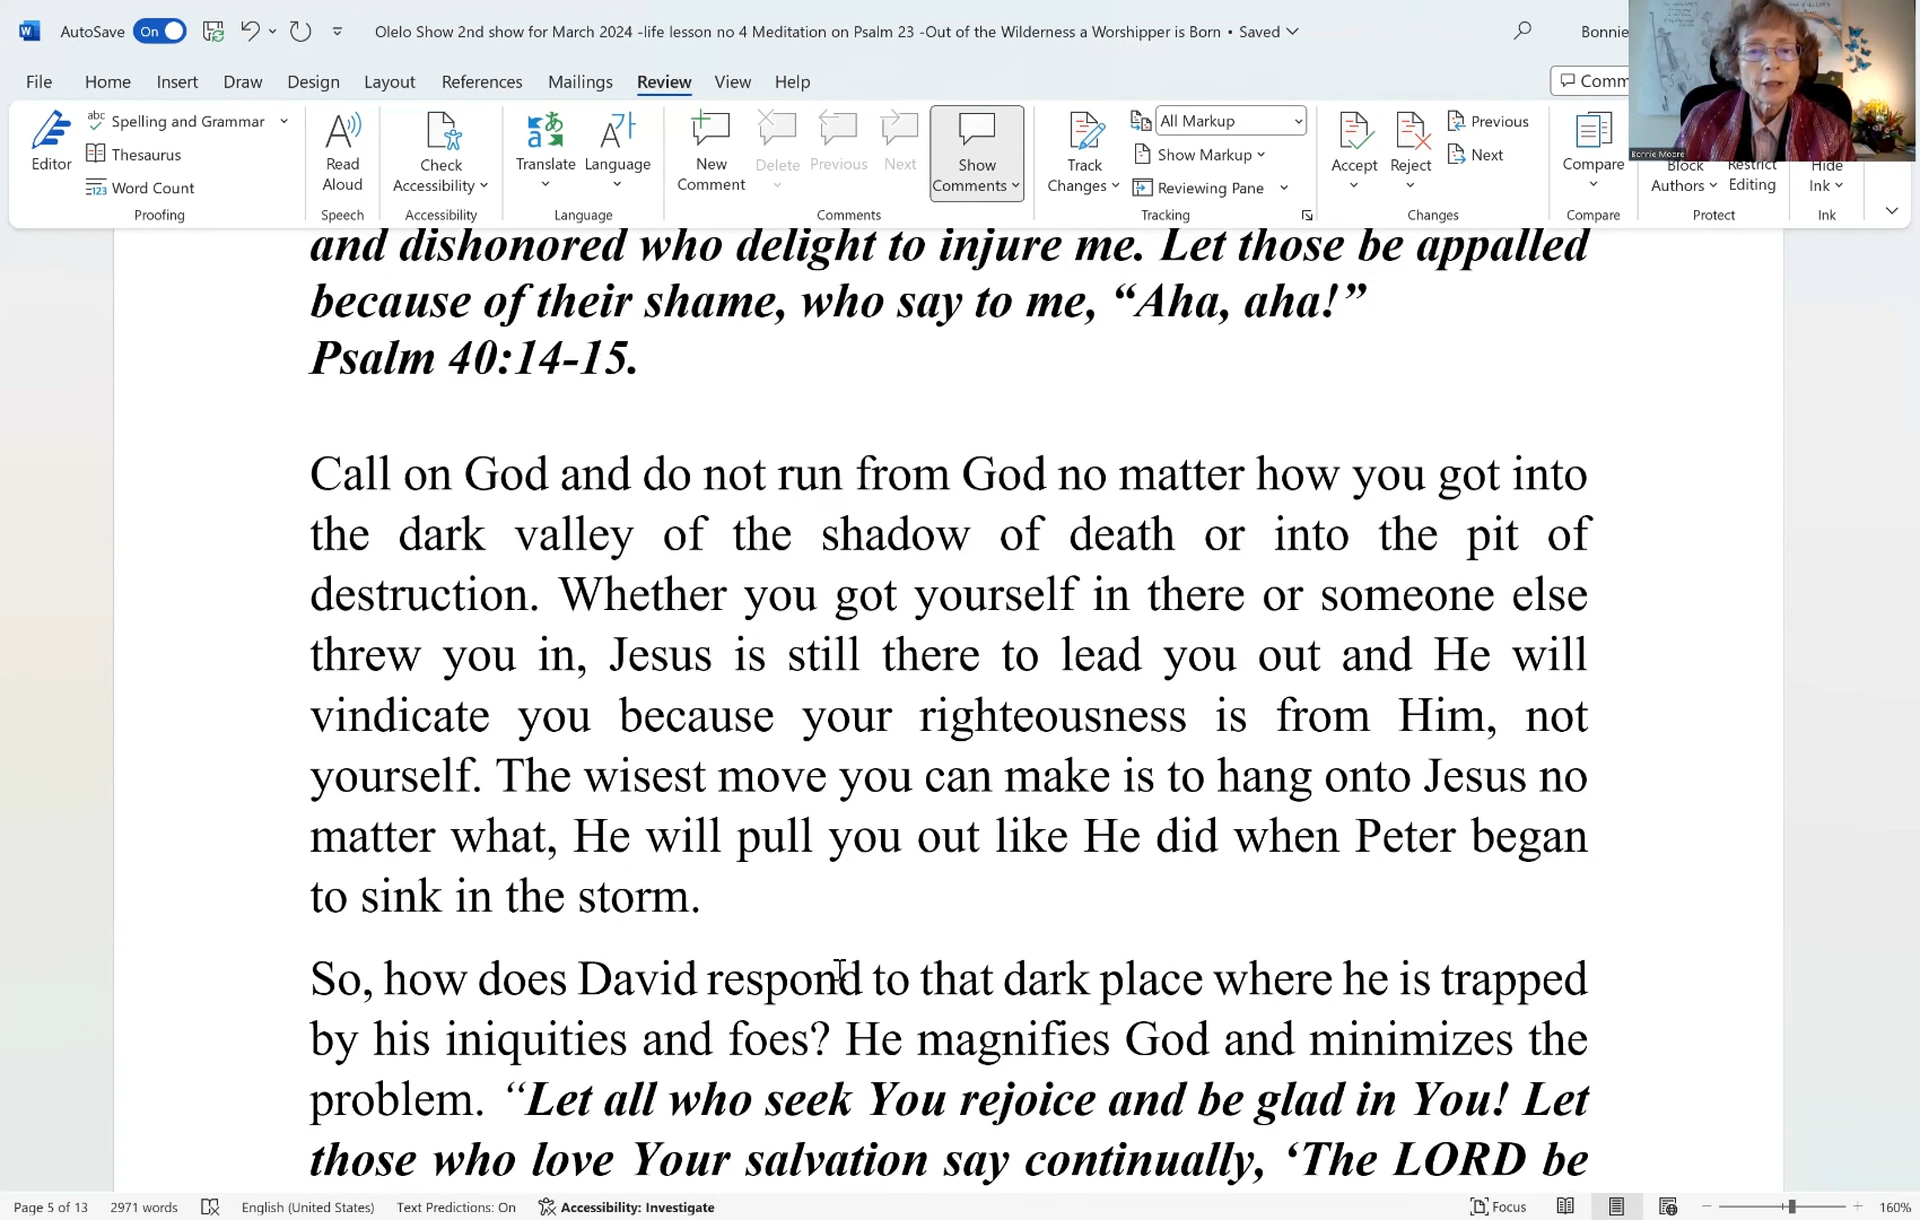 AutoSave On Olelo Show 2nd show for March 2024 -life lesson no 4 Meditation on Psalm 23 -Out of the Wilderness a Worshipper is Born • Saved Bonnie
File Home Insert Draw Design Layout References Mailings Review View Help Comm
Editor
abc Spelling and Grammar
Thesaurus
123 Word Count
Proofing
Read Aloud
Speech
Check Accessibility
Accessibility
Translate
Language
Language
New Comment
Delete
Previous
Next
Show Comments
Comments
Track Changes
All Markup
Show Markup
Reviewing Pane
Tracking
Accept
Reject
Previous
Next
Changes
Compare
Compare
Block Authors
Restrict Editing
Protect
Hide Ink
Ink
Bonnie Moore
and dishonored who delight to injure me. Let those be appalled
because of their shame, who say to me, “Aha, aha!”
Psalm 40:14-15.
Call on God and do not run from God no matter how you got into
the dark valley of the shadow of death or into the pit of
destruction. Whether you got yourself in there or someone else
threw you in, Jesus is still there to lead you out and He will
vindicate you because your righteousness is from Him, not
yourself. The wisest move you can make is to hang onto Jesus no
matter what, He will pull you out like He did when Peter began
to sink in the storm.
So, how does David respond to that dark place where he is trapped
by his iniquities and foes? He magnifies God and minimizes the
problem. “Let all who seek You rejoice and be glad in You! Let
those who love Your salvation say continually, ‘The LORD be
Page 5 of 13 2971 words English (United States) Text Predictions: On Accessibility: Investigate Focus 160%